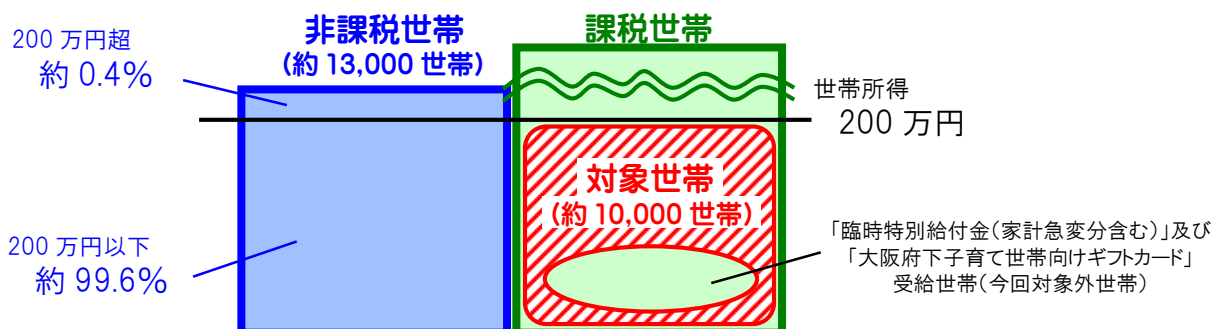 200 万円超
約 0.4%
非課税世帯
(約 13,000 世帯)
課税世帯
世帯所得
200 万円
対象世帯
(約 10,000 世帯)
200 万円以下
約 99.6%
「臨時特別給付金(家計急変分含む)」及び
「大阪府下子育て世帯向けギフトカード」
受給世帯(今回対象外世帯)